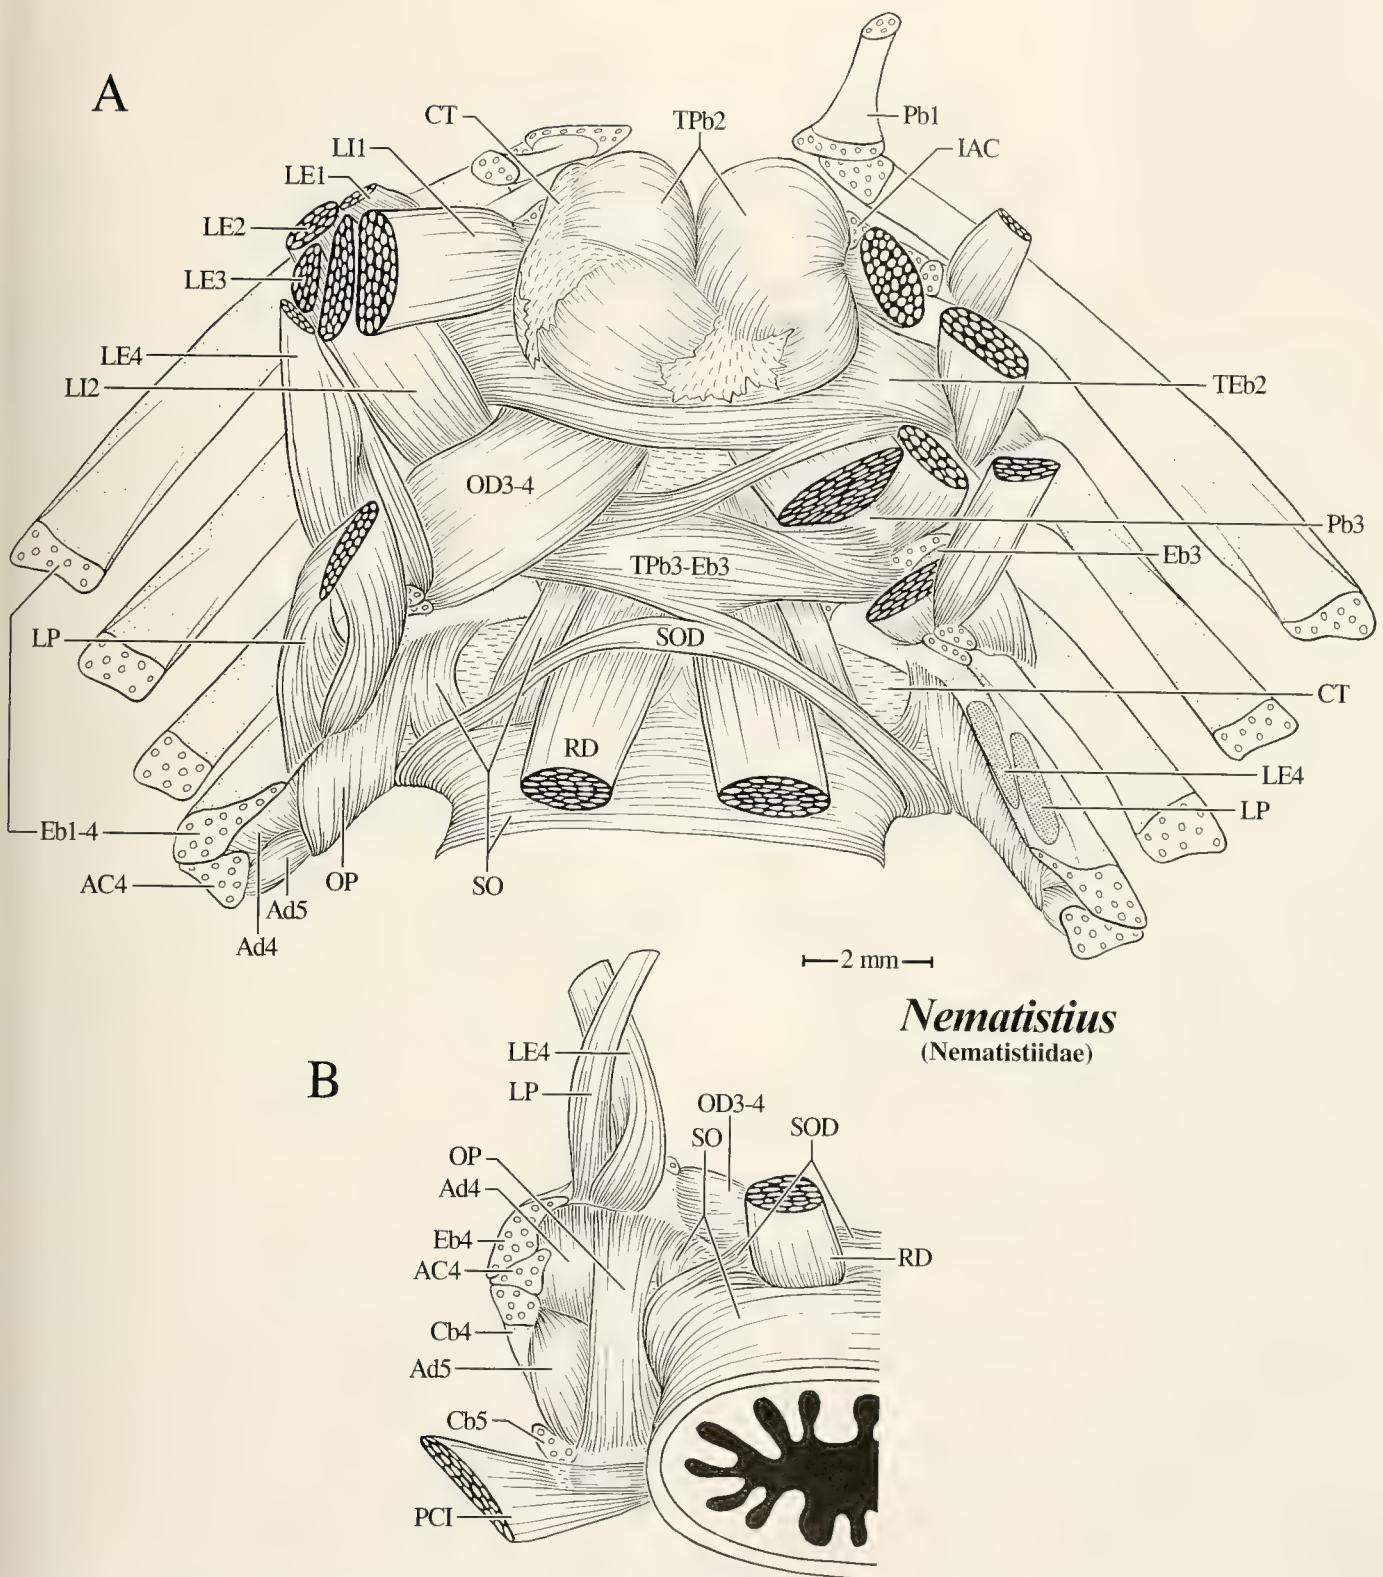 A
CT
TPb2
Pb1
LI1
IAC
LE1
LE2
LE3
LE4
LI2
TEb2
OD3-4
Pb3
Eb3
TPb3-Eb3
LP
SOD
CT
RD
LE4
LP
Eb1-4
AC4
OP
SO
Ad5
Ad4
2 mm
Nematistius
(Nematistiidae)
B
LE4
LP
OD3-4
SO
SOD
OP
Ad4
Eb4
AC4
RD
Cb4
Ad5
Cb5
PCI